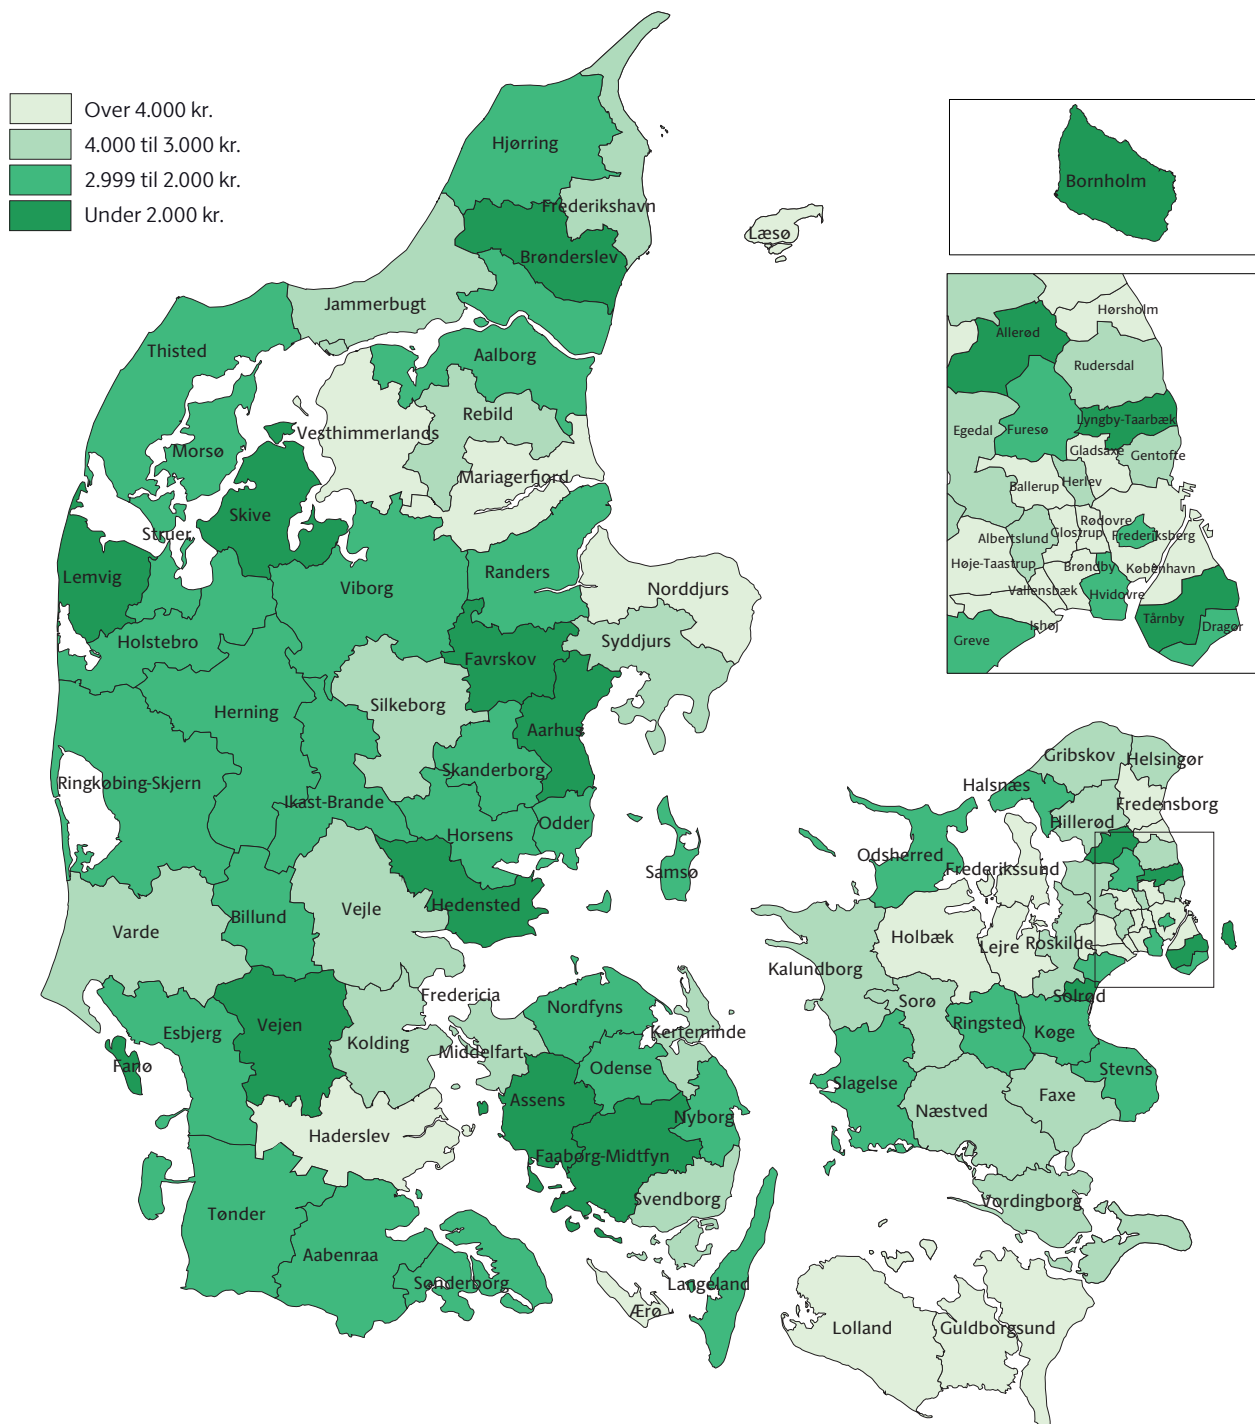 Over 4.000 kr.
4.000 til 3.000 kr.
2.999 til 2.000 kr.
Under 2.000 kr.
Hjørring
Frederikshavn
Læsø
Brønderslev
Jammerbugt
Thisted
Aalborg
Rebild
Vesthimmerlands
Morsø
Mariagerfjord
Skive
Struer
Lemvig
Viborg
Randers
Norddjurs
Holstebro
Syddjurs
Favrskov
Silkeborg
Herning
Aarhus
Skanderborg
Ringkøbing-Skjern
Ikast-Brande
Horsens
Odder
Samsø
Hedensted
Billund
Vejle
Varde
Fredericia
Vejen
Esbjerg
Kolding
Fanø
Middelfart
Nordfyns
Kerteminde
Odense
Assens
Nyborg
Haderslev
Faaborg-Midtfyn
Svendborg
Tønder
Aabenraa
Sønderborg
Langeland
Ærø
Bornholm
Hørsholm
Allerød
Rudersdal
Lyngby-Taarbæk
Egedal
Furesø
Gladsaxe
Gentofte
Ballerup
Herlev
Rødovre
Albertslund
Glostrup
Frederiksberg
Høje-Taastrup
Brøndby
København
Vallensbæk
Hvidovre
Ishøj
Tårnby
Dragør
Greve
Gribskov
Helsingør
Halsnæs
Fredensborg
Hillerød
Odsherred
Frederikssund
Holbæk
Lejre
Roskilde
Kalundborg
Sorø
Solrød
Ringsted
Køge
Stevns
Slagelse
Næstved
Faxe
Vordingborg
Lolland
Guldborgsund